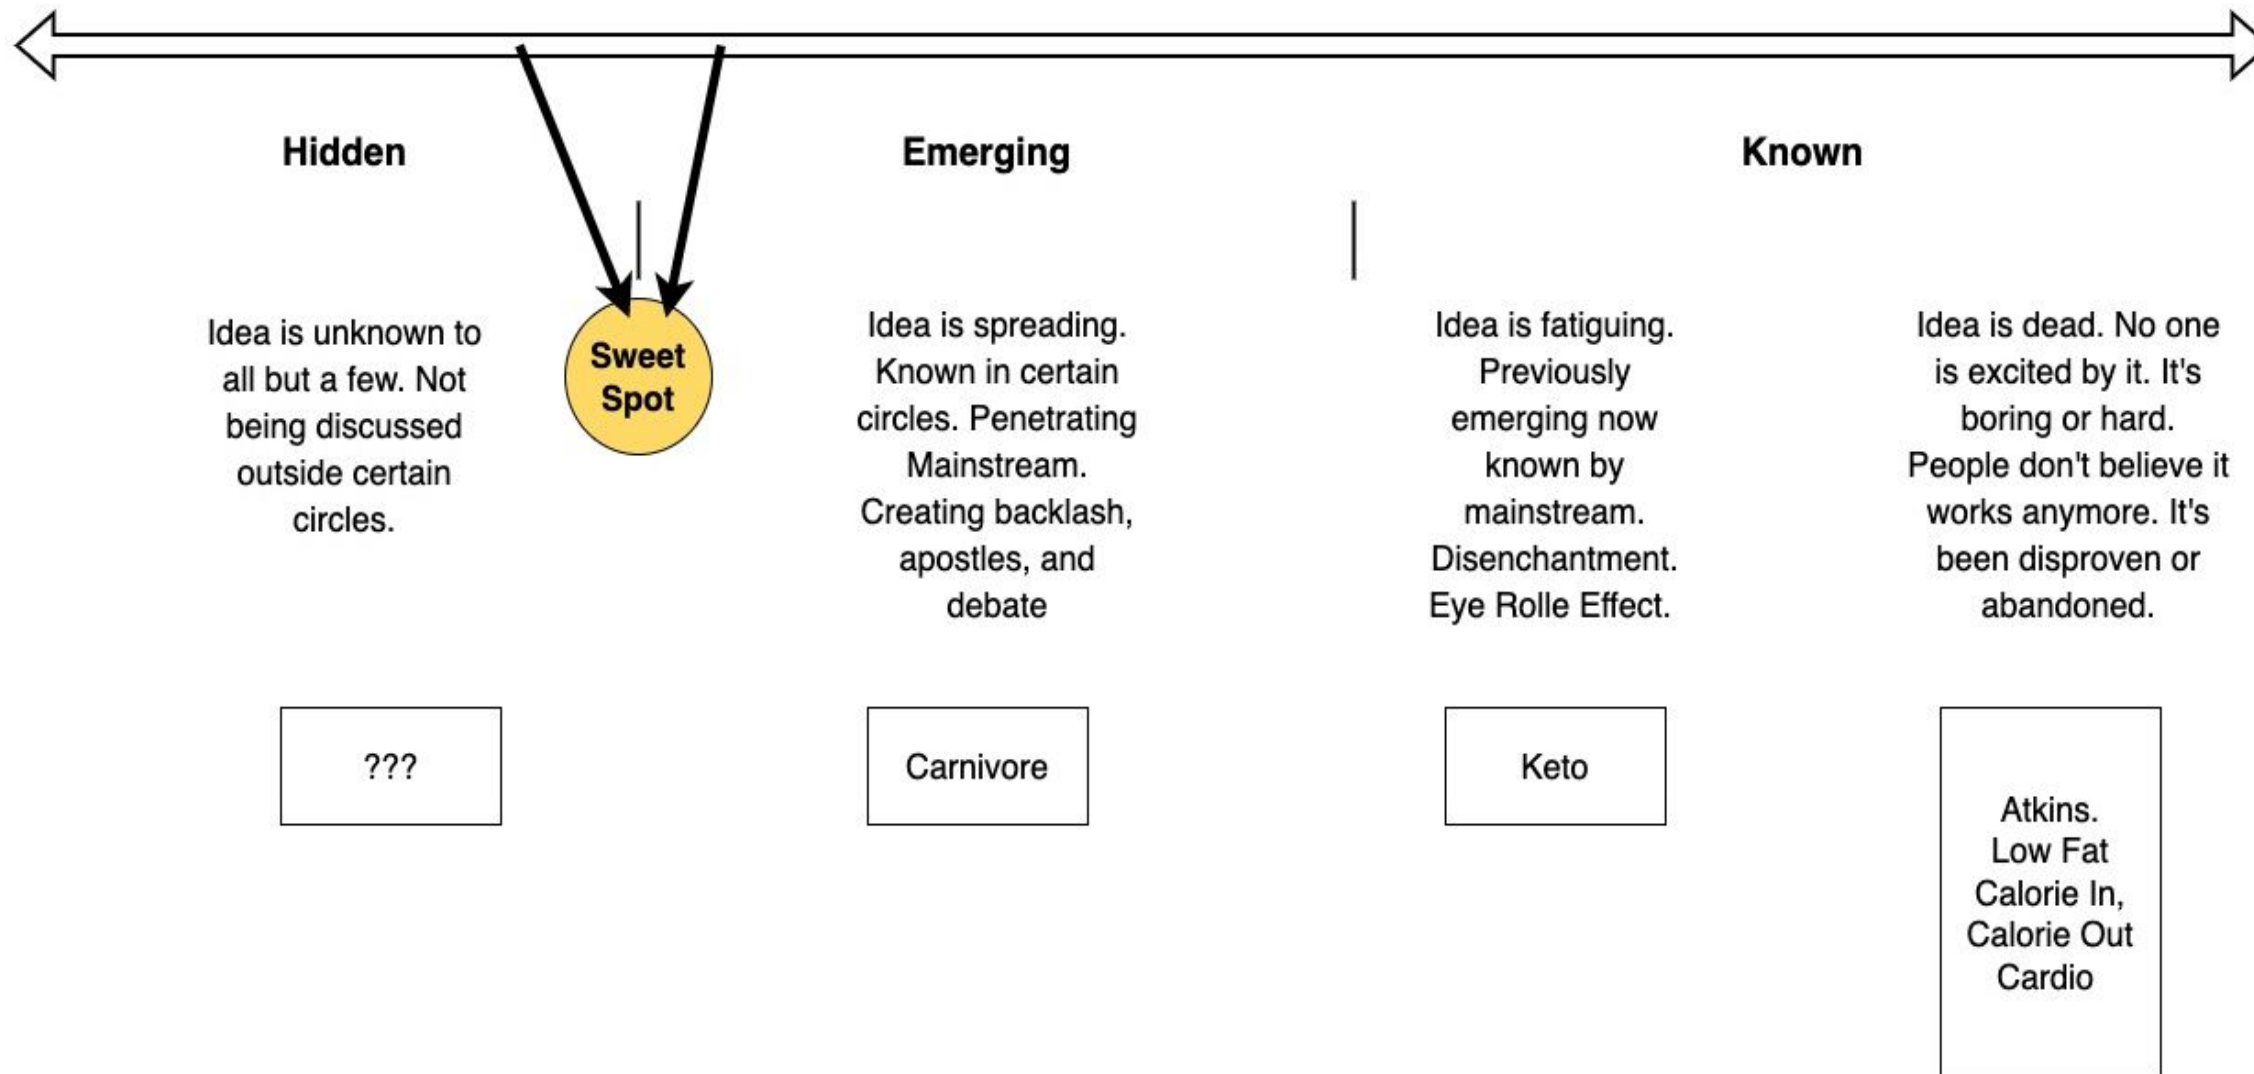 Hidden
Emerging
Known
Idea is unknown to
all but a few. Not
being discussed
outside certain
circles.
Sweet
Spot
Idea is spreading.
Known in certain
circles. Penetrating
Mainstream.
Creating backlash,
apostles, and
debate
Idea is fatiguing.
Previously
emerging now
known by
mainstream.
Disenchantment.
Eye Rolle Effect.
Idea is dead. No one
is excited by it. It's
boring or hard.
People don't believe it
works anymore. It's
been disproven or
abandoned.
???
Carnivore
Keto
Atkins.
Low Fat
Calorie In,
Calorie Out
Cardio